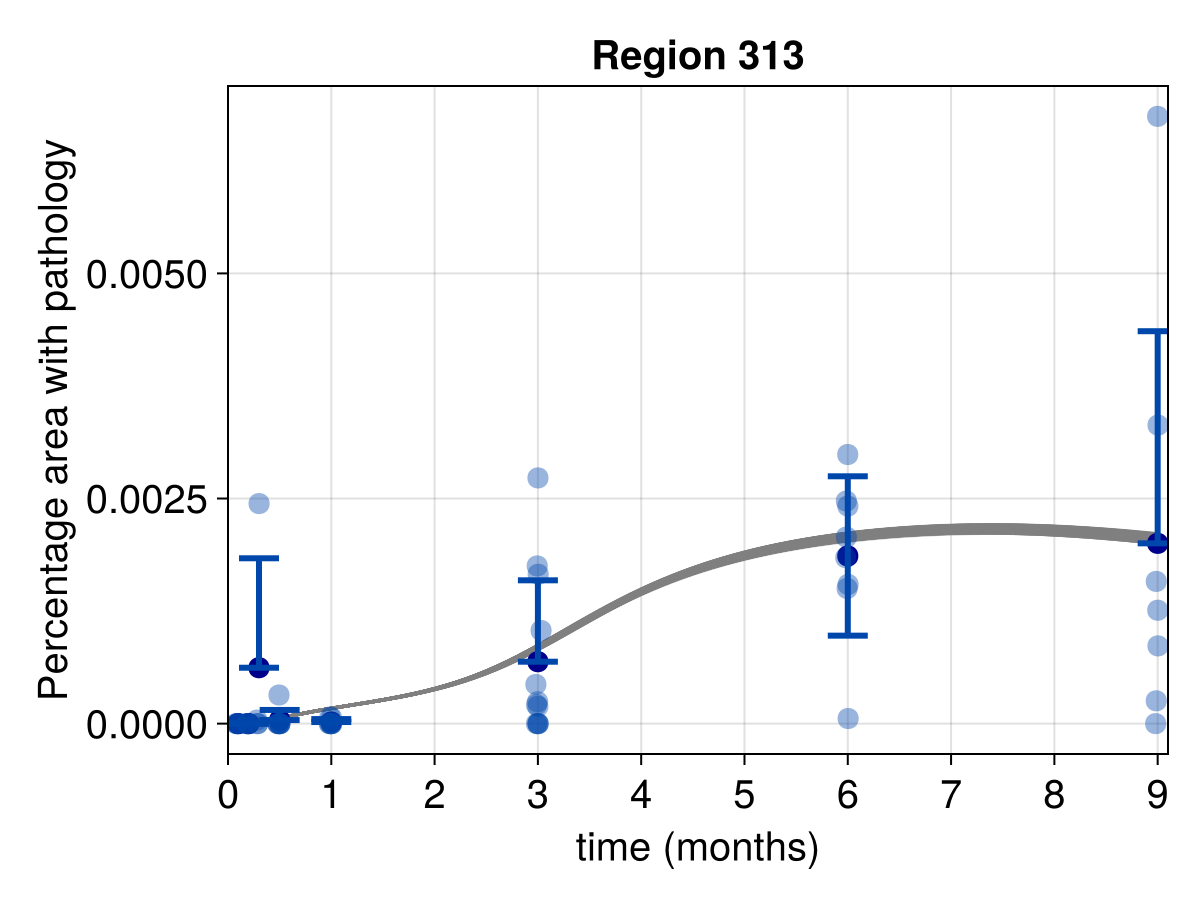 Region 313
Percentage area with pathology
0.0050
0.0025
0.0000
0 1 2 3 4 5 6 7 8 9
time (months)